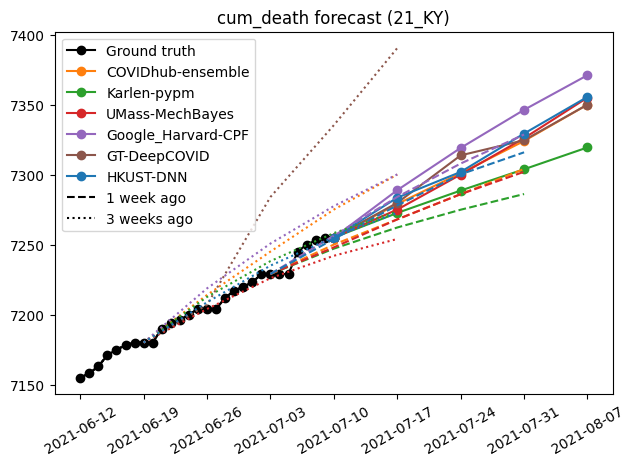 cum_death forecast (21_KY)
7400
7350
7300
7250
7200
7150
Ground truth
COVIDhub-ensemble
Karlen-pypm
UMass-MechBayes
Google_Harvard-CPF
GT-DeepCOVID
HKUST-DNN
1 week ago
3 weeks ago
2021-06-12
2021-06-19
2021-06-26
2021-07-03
2021-07-10
2021-07-17
2021-07-24
2021-07-31
2021-08-07